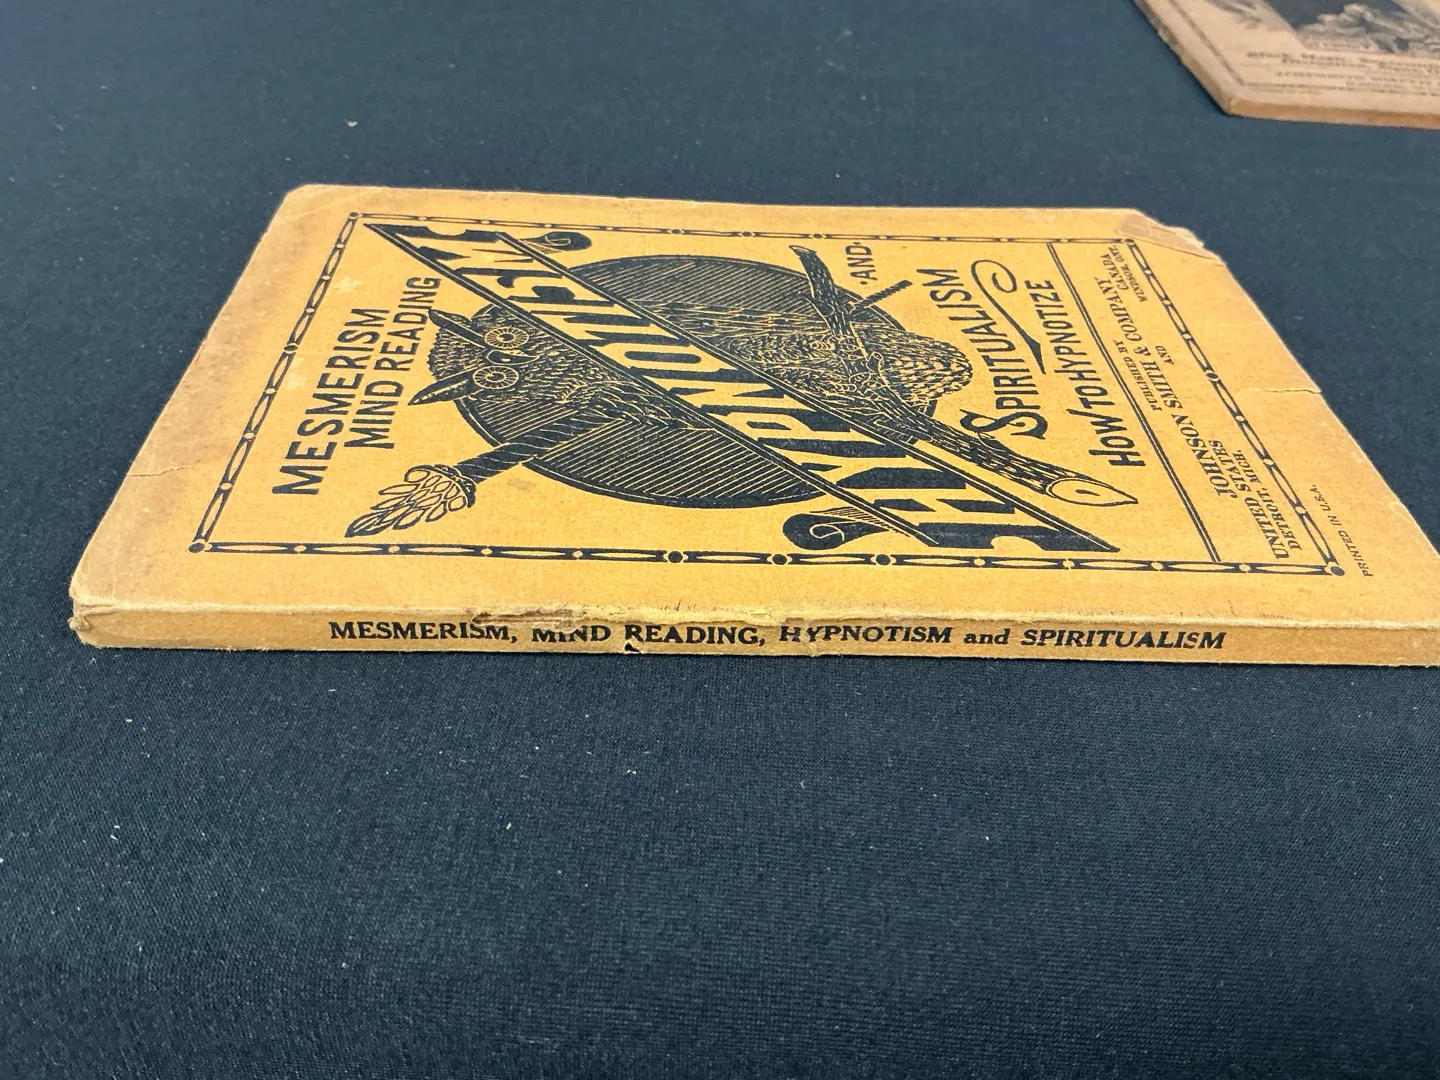 MESMERISM
MIND READING
HYPNOTISM
·AND·
SPIRITUALISM
HOW TO HYPNOTIZE
PUBLISHED BY
JOHNSON SMITH & COMPANY
UNITED STATES AND CANADA
DETROIT, MICH. WINDSOR, ONT.
PRINTED IN U.S.A.
MESMERISM, MIND READING, HYPNOTISM and SPIRITUALISM